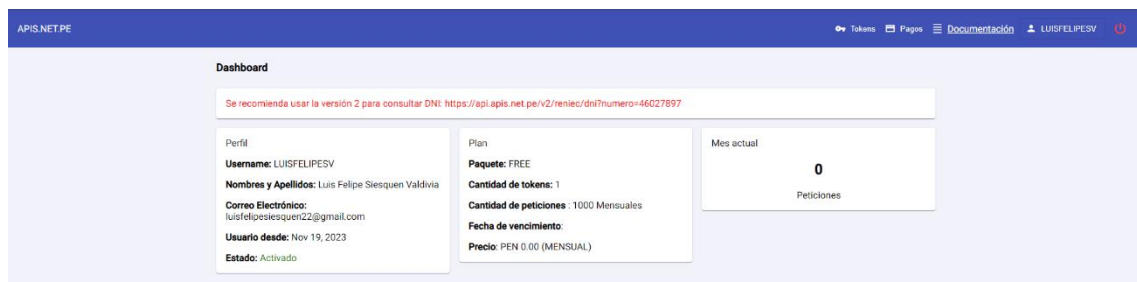 APIS.NET.PE
Tokens Pagos Documentación LUISFELIPESV
Dashboard
Se recomienda usar la versión 2 para consultar DNI: https://api.apis.net.pe/v2/reniec/dni?numero=46027897
Perfil
Username: LUISFELIPESV
Nombres y Apellidos: Luis Felipe Siesquen Valdivia
Correo Electrónico:
luisfelipesiesquen22@gmail.com
Usuario desde: Nov 19, 2023
Estado: Activado
Plan
Paquete: FREE
Cantidad de tokens: 1
Cantidad de peticiones : 1000 Mensuales
Fecha de vencimiento:
Precio: PEN 0.00 (MENSUAL)
Mes actual
0
Peticiones